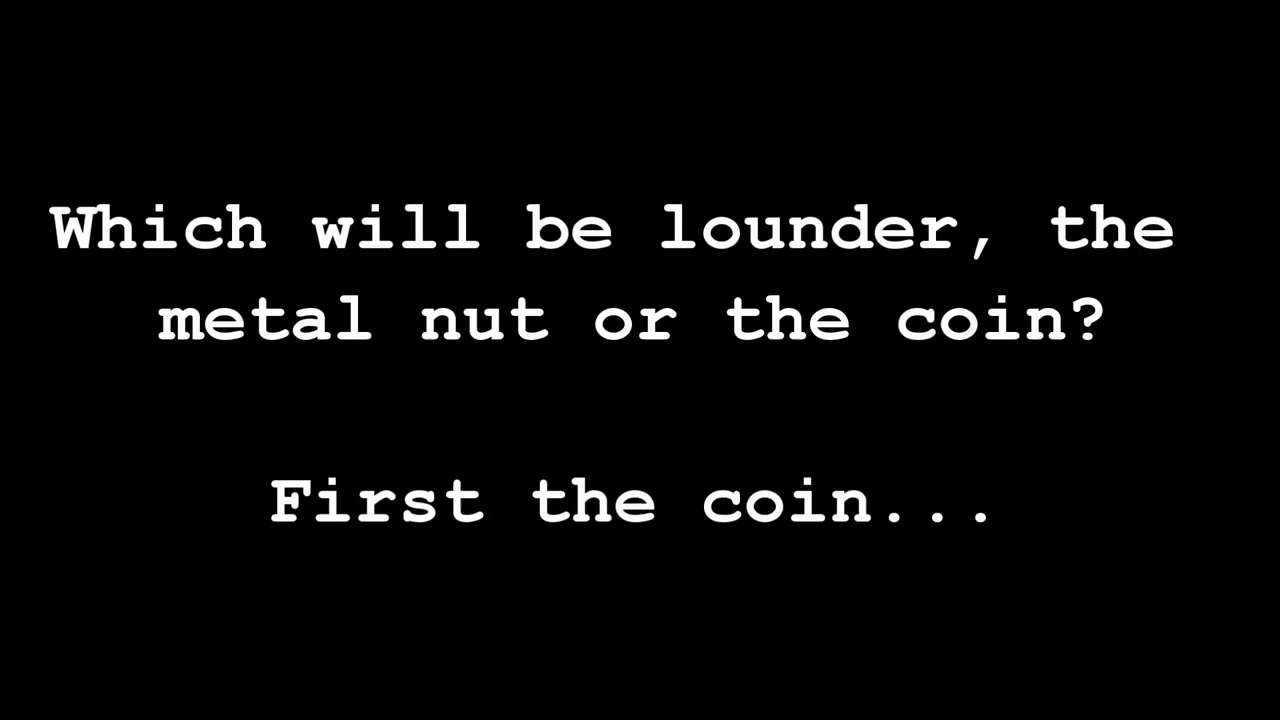 Which will be lounder, the
metal nut or the coin?
First the coin...